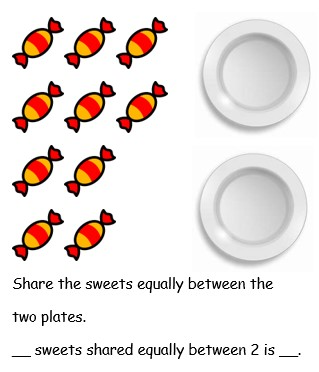 Share the sweets equally between the
two plates.
__ sweets shared equally between 2 is __.